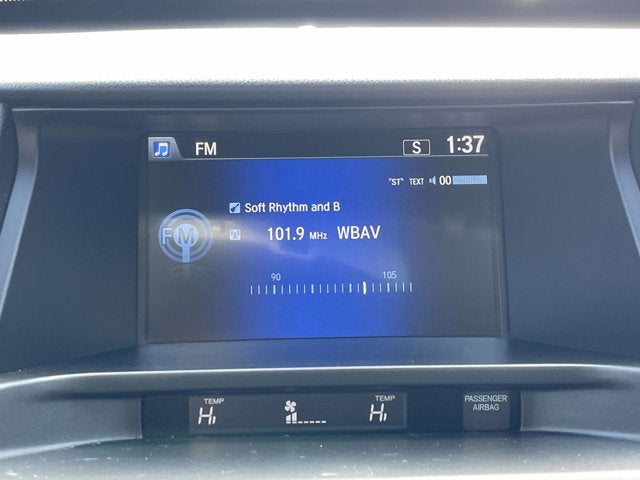 FM S 1:37
"ST" TEXT 00
Soft Rhythm and B
FM 101.9 MHz WBAV
90 105
TEMP TEMP PASSENGER
Hi Hi AIRBAG